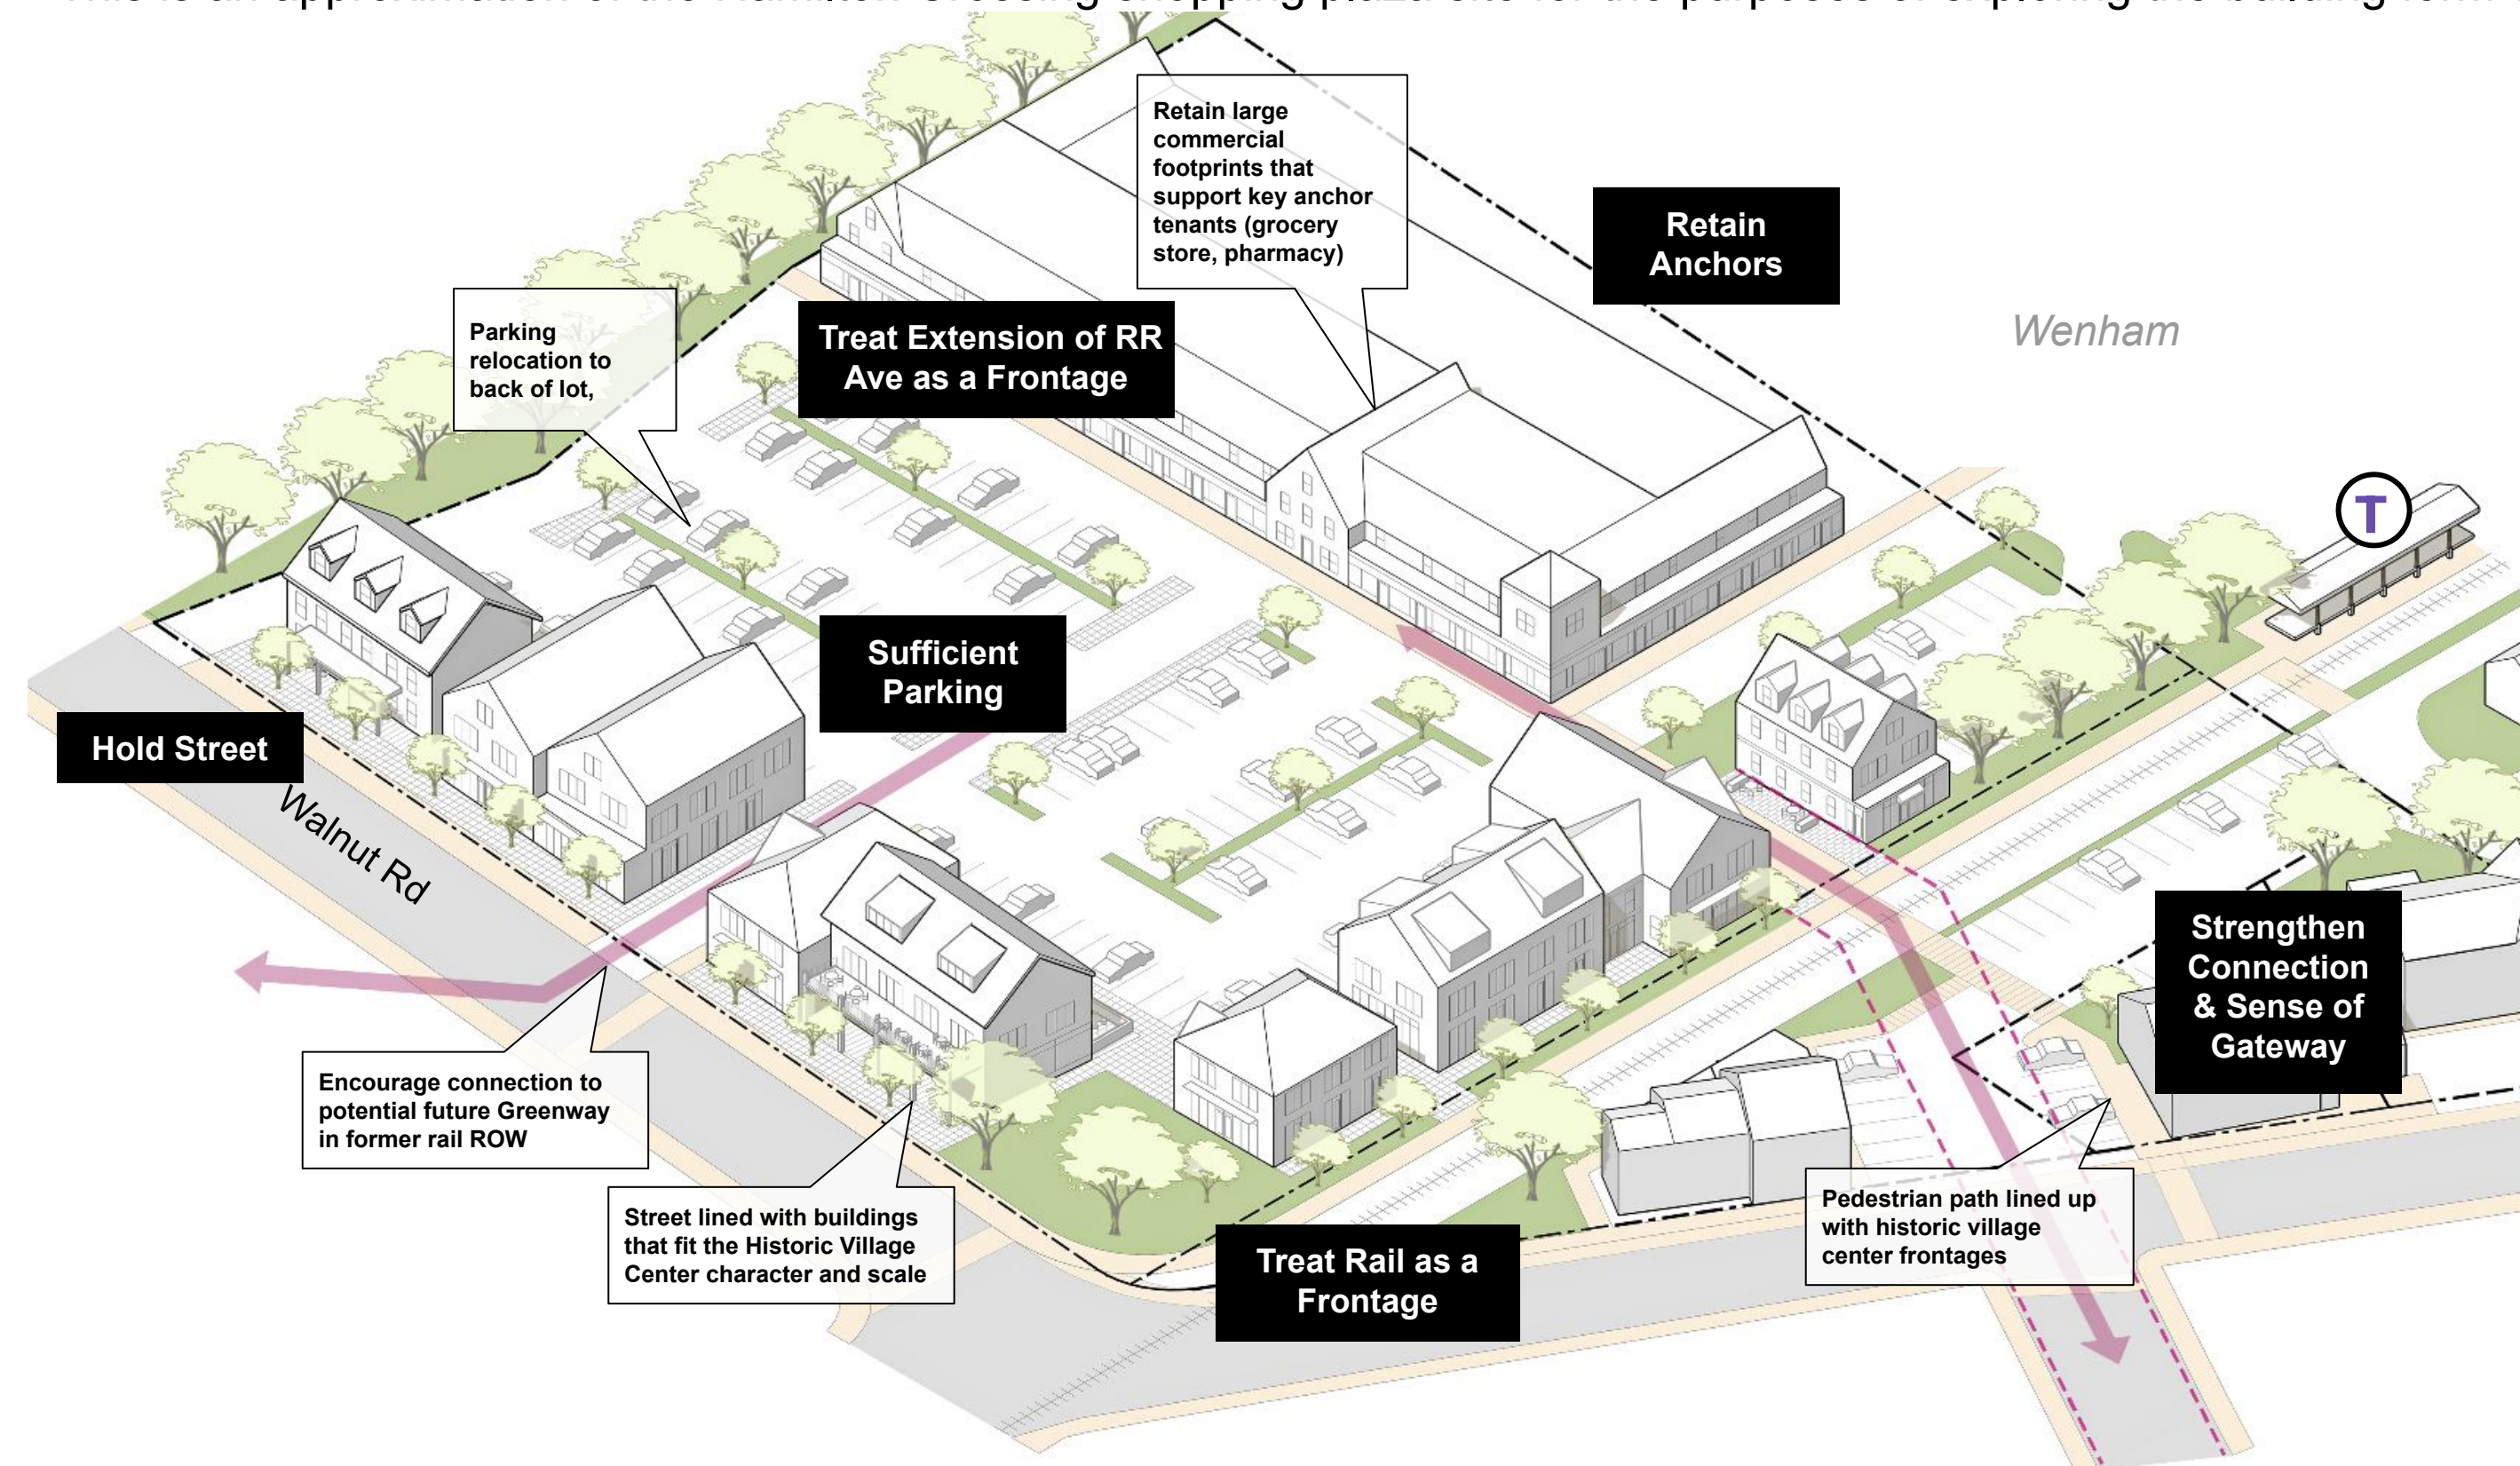 Retain large
commercial
footprints that
support key anchor
tenants (grocery
store, pharmacy)
Retain
Anchors
Wenham
Parking
relocation to
back of lot,
Treat Extension of RR
Ave as a Frontage
T
Sufficient
Parking
Hold Street
Walnut Rd
Strengthen
Connection
& Sense of
Gateway
Encourage connection to
potential future Greenway
in former rail ROW
Street lined with buildings
that fit the Historic Village
Center character and scale
Pedestrian path lined up
with historic village
center frontages
Treat Rail as a
Frontage